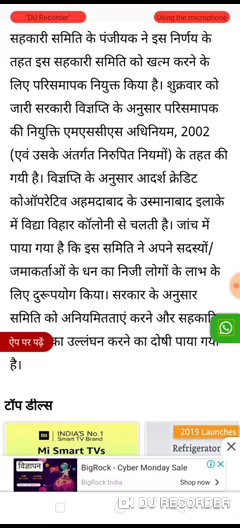 "DU Recorder"
Using the microphone
सहकारी समिति के पंजीयक ने इस निर्णय के
तहत इस सहकारी समिति को खत्म करने के
लिए परिसमापक नियुक्त किया है। शुक्रवार को
जारी सरकारी विज्ञप्ति के अनुसार परिसमापक
की नियुक्ति एमएससीएस अधिनियम, 2002
(एवं उसके अंतर्गत निरुपित नियमों) के तहत की
गयी है। विज्ञप्ति के अनुसार आदर्श क्रेडिट
कोऑपरेटिव अहमदाबाद के उस्मानाबाद इलाके
में विद्या विहार कॉलोनी से चलती है। जांच में
पाया गया है कि इस समिति ने अपने सदस्यों/
जमाकर्ताओं के धन का निजी लोगों के लाभ के
लिए दुरूपयोग किया। सरकार के अनुसार
समिति को अनियमितताएं करने और
ऐप पर पढ़ें
का उल्लंघन करने का दोषी पाया गया
है।
टॉप डील्स
mi INDIA'S No.1
Smart TV Brand
Mi Smart TVs
2019 Launches
Refrigerator
विज्ञापन
BigRock - Cyber Monday Sale
BigRock India
Shop now >
DU RECORDER